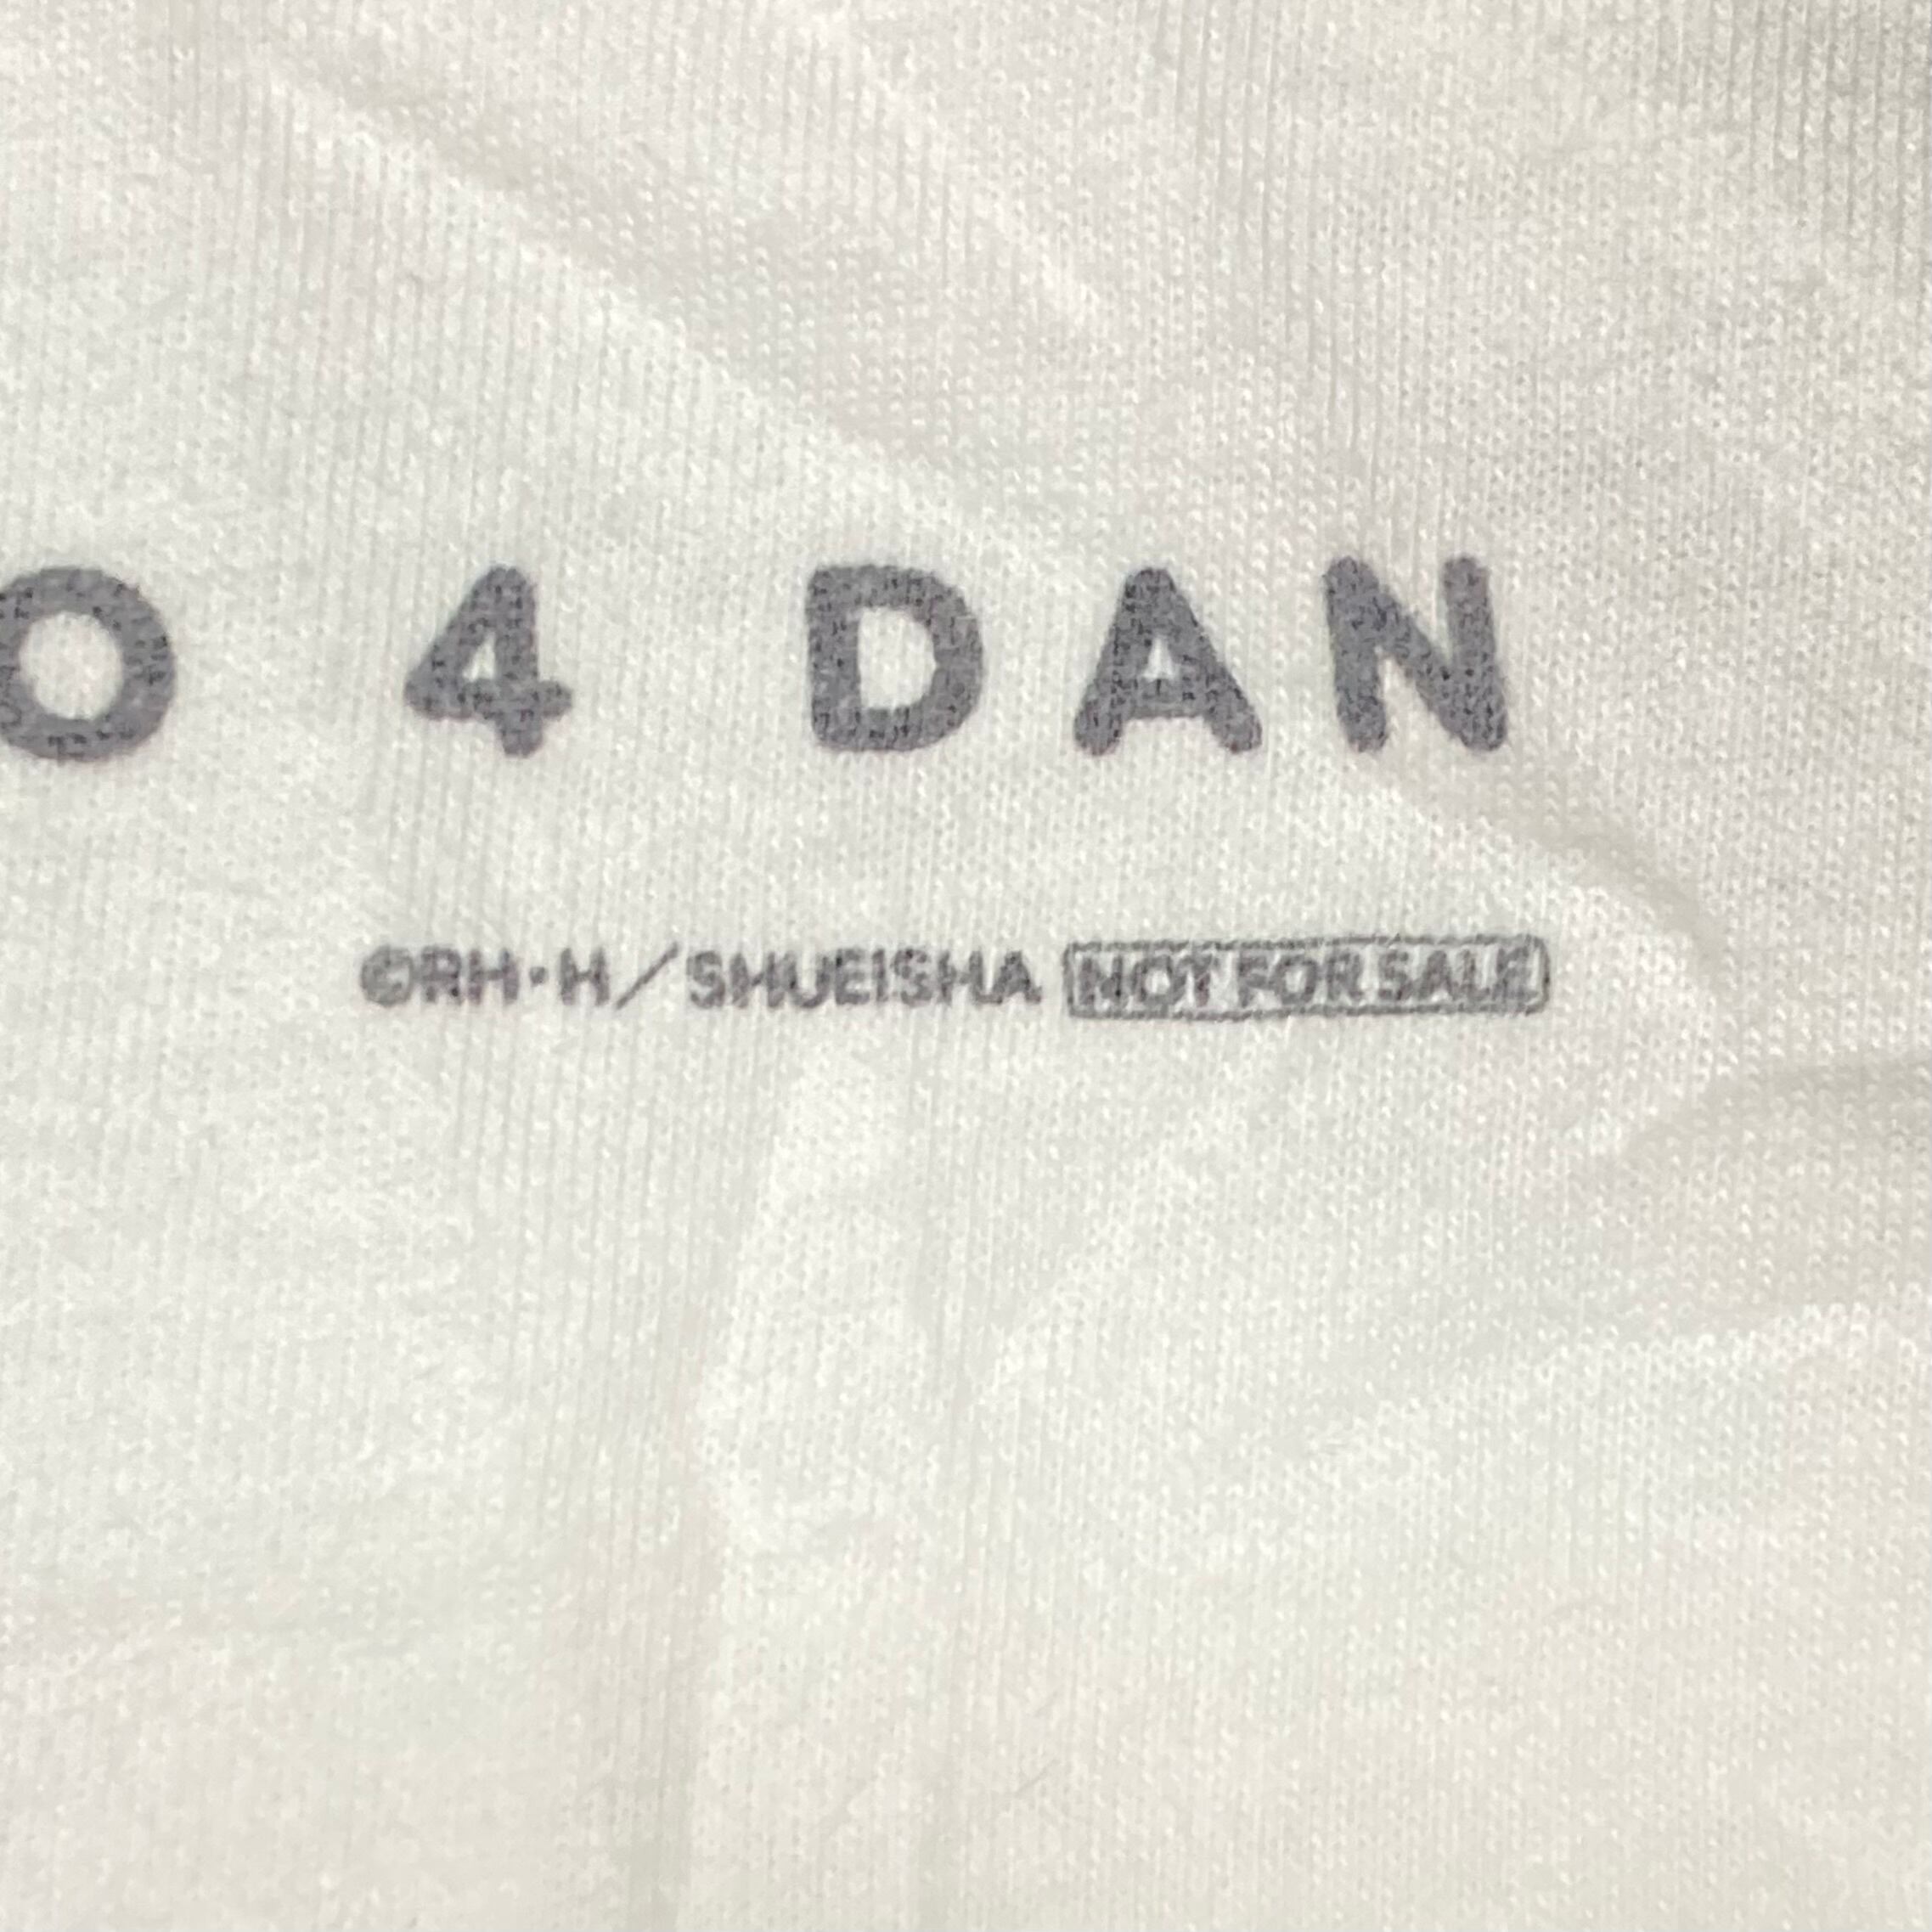 O 4 DAN
©RH·H/SHUEISHA NOT FOR SALE